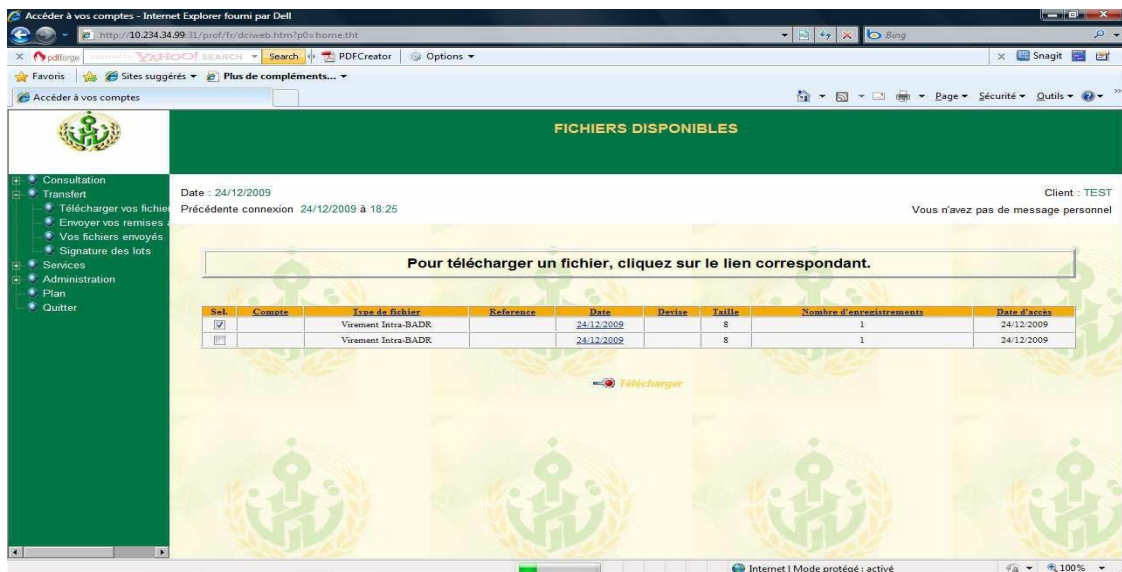 Accéder à vos comptes - Internet Explorer fourni par Dell
http://10.234.34.99:31/prof/fr/dciweb.htm?p0=home.tht
Bing
pdfforge YAHOO! SEARCH Search PDFCreator Options
Snagit
Favoris Sites suggérés Plus de compléments...
Accéder à vos comptes
Page Sécurité Outils
FICHIERS DISPONIBLES
Consultation
Transfert
Télécharger vos fichie
Envoyer vos remises
Vos fichiers envoyés
Signature des lots
Services
Administration
Plan
Quitter
Date : 24/12/2009
Client : TEST
Précédente connexion 24/12/2009 à 18:25
Vous n'avez pas de message personnel
Pour télécharger un fichier, cliquez sur le lien correspondant.
Sel. Compte Type de fichier Reference Date Devise Taille Nombre d'enregistrements Date d'accès
Virement Intra-BADR 24/12/2009 8 1 24/12/2009
Virement Intra-BADR 24/12/2009 8 1 24/12/2009
Télécharger
Internet | Mode protégé : activé
100%